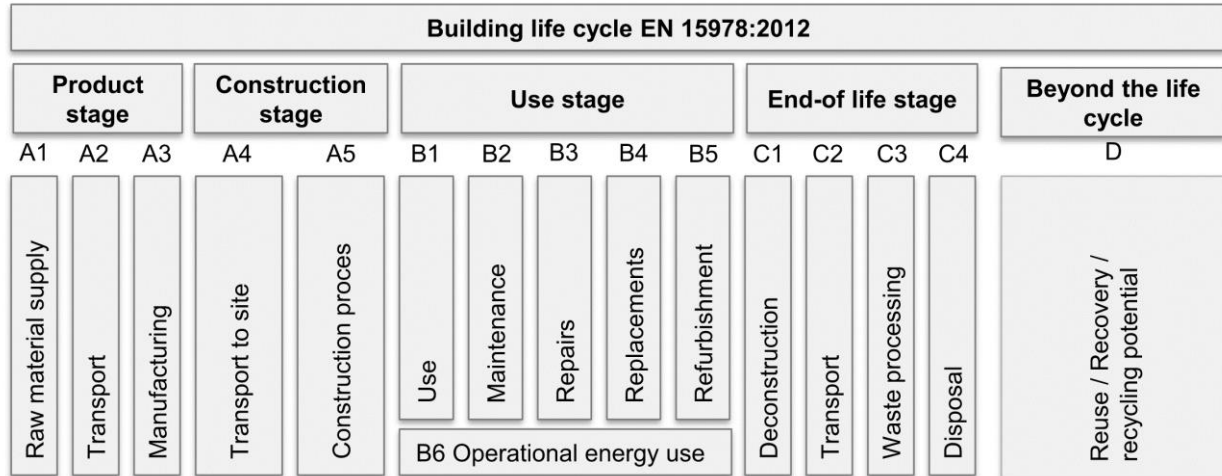 Building life cycle EN 15978:2012
Product
stage
Construction
stage
Use stage
End-of life stage
Beyond the life
cycle
A1
A2
A3
A4
A5
B1
B2
B3
B4
B5
C1
C2
C3
C4
D
Raw material supply
Transport
Manufacturing
Transport to site
Construction proces
Use
Maintenance
Repairs
Replacements
Refurbishment
B6 Operational energy use
Deconstruction
Transport
Waste processing
Disposal
Reuse / Recovery /
recycling potential